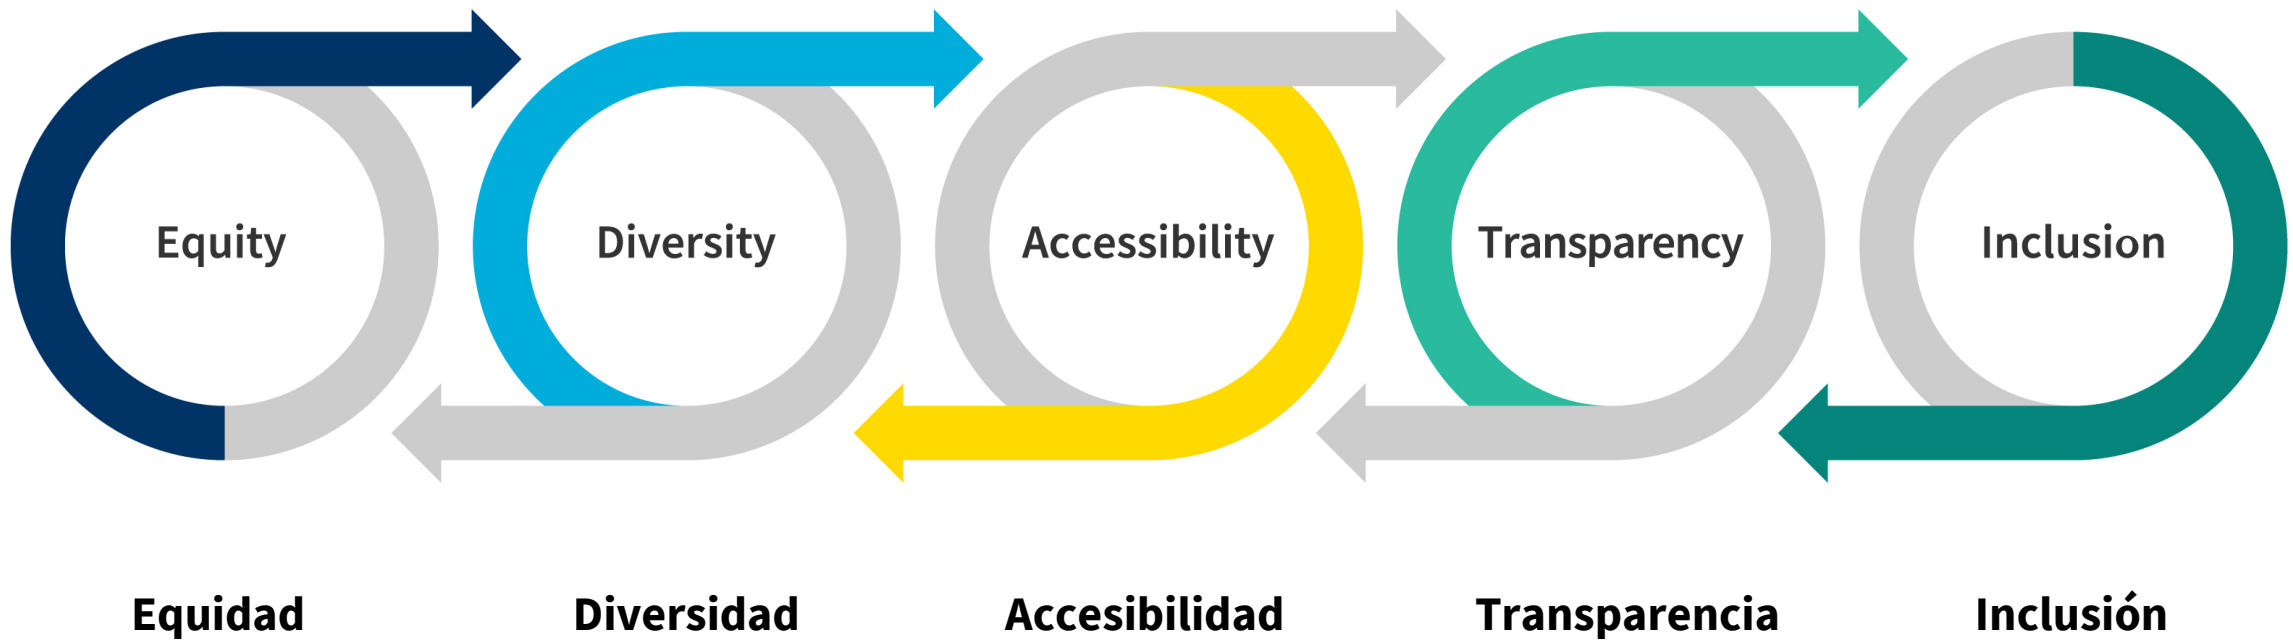 Equity
Diversity
Accessibility
Transparency
Inclusion
Equidad
Diversidad
Accesibilidad
Transparencia
Inclusión